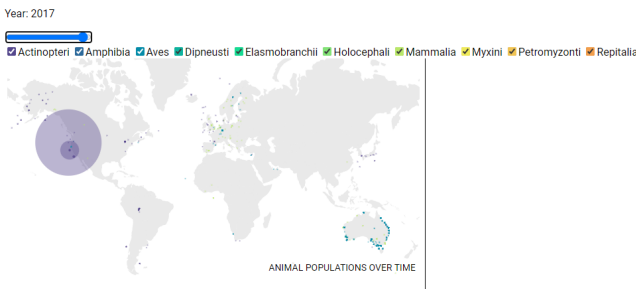 Year: 2017
Actinopteri Amphibia Aves Dipneusti Elasmobranchii Holocephali Mammalia Myxini Petromyzonti Repitalia
ANIMAL POPULATIONS OVER TIME